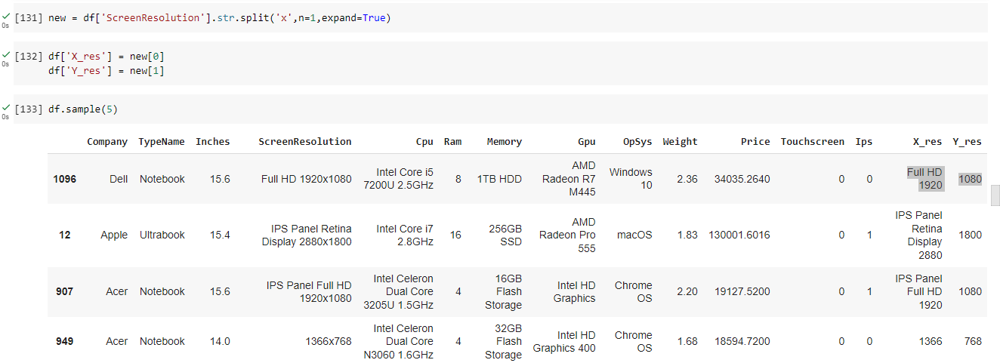 [131] new = df['ScreenResolution'].str.split('x',n=1,expand=True)
0s
[132] df['X_res'] = new[0]
0s
df['Y_res'] = new[1]
[133] df.sample(5)
0s
Company TypeName Inches ScreenResolution Cpu Ram Memory Gpu OpSys Weight Price Touchscreen Ips X_res Y_res
1096 Dell Notebook 15.6 Full HD 1920x1080 Intel Core i5 7200U 2.5GHz 8 1TB HDD AMD Radeon R7 M445 Windows 10 2.36 34035.2640 0 0 Full HD 1920 1080
12 Apple Ultrabook 15.4 IPS Panel Retina Display 2880x1800 Intel Core i7 2.8GHz 16 256GB SSD AMD Radeon Pro 555 macOS 1.83 130001.6016 0 1 IPS Panel Retina Display 2880 1800
907 Acer Notebook 15.6 IPS Panel Full HD 1920x1080 Intel Celeron Dual Core 3205U 1.5GHz 4 16GB Flash Storage Intel HD Graphics Chrome OS 2.20 19127.5200 0 1 IPS Panel Full HD 1920 1080
949 Acer Notebook 14.0 1366x768 Intel Celeron Dual Core N3060 1.6GHz 4 32GB Flash Storage Intel HD Graphics 400 Chrome OS 1.68 18594.7200 0 0 1366 768